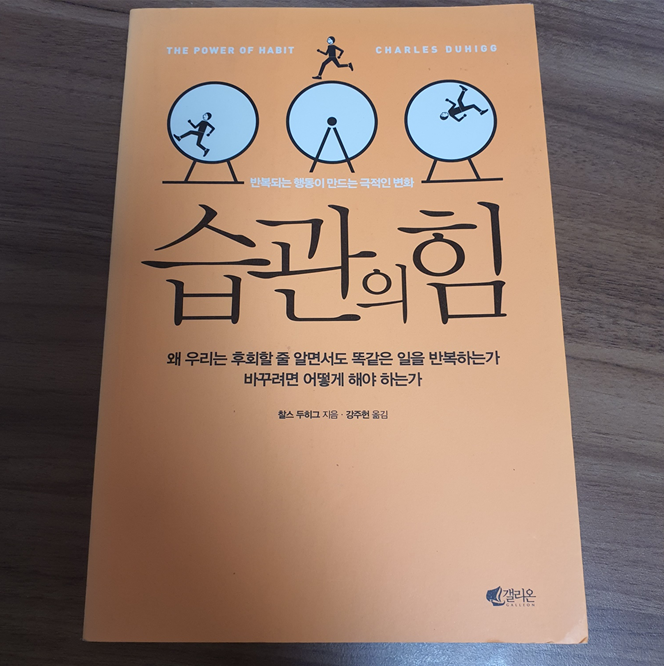 THE POWER OF HABIT CHARLES DUHIGG
반복되는 행동이 만드는 극적인 변화
습관의 힘
왜 우리는 후회할 줄 알면서도 똑같은 일을 반복하는가
바꾸려면 어떻게 해야 하는가
찰스 두히그 지음 · 강주헌 옮김
갤리온
GALLEON